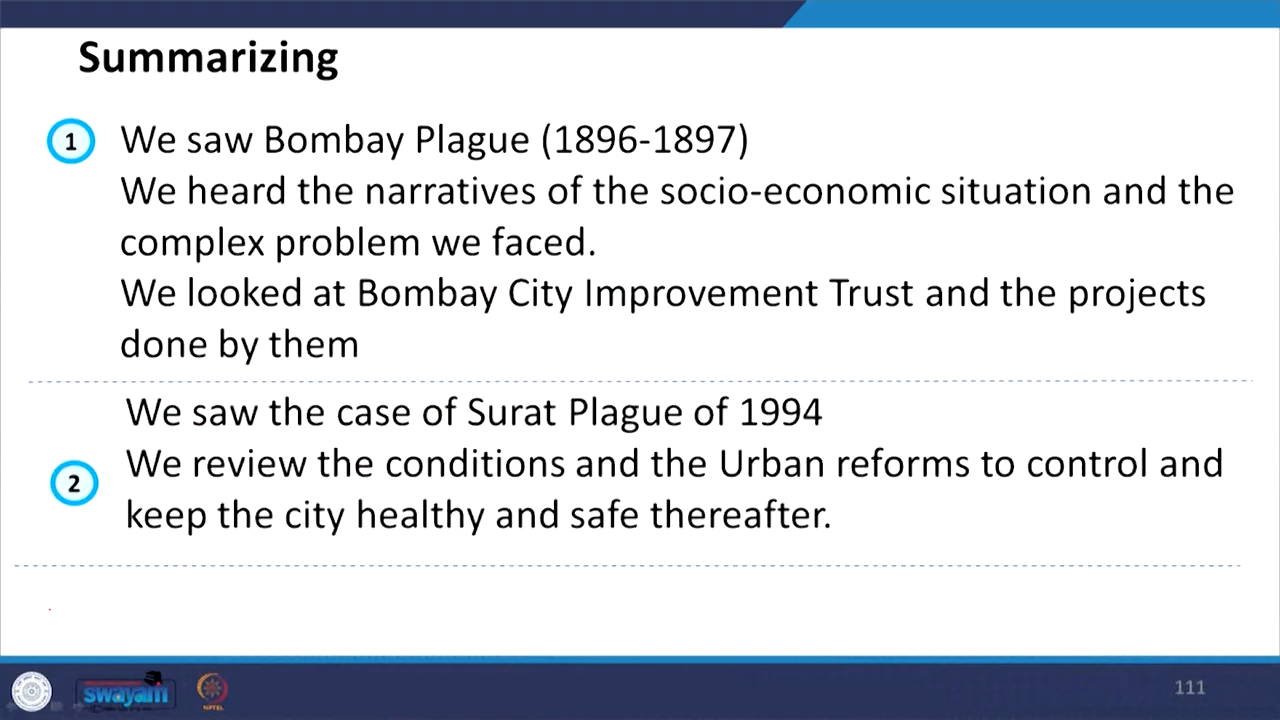 Summarizing
1
We saw Bombay Plague (1896-1897)
We heard the narratives of the socio-economic situation and the
complex problem we faced.
We looked at Bombay City Improvement Trust and the projects
done by them
We saw the case of Surat Plague of 1994
2
We review the conditions and the Urban reforms to control and
keep the city healthy and safe thereafter.
swayam
NPTEL
111